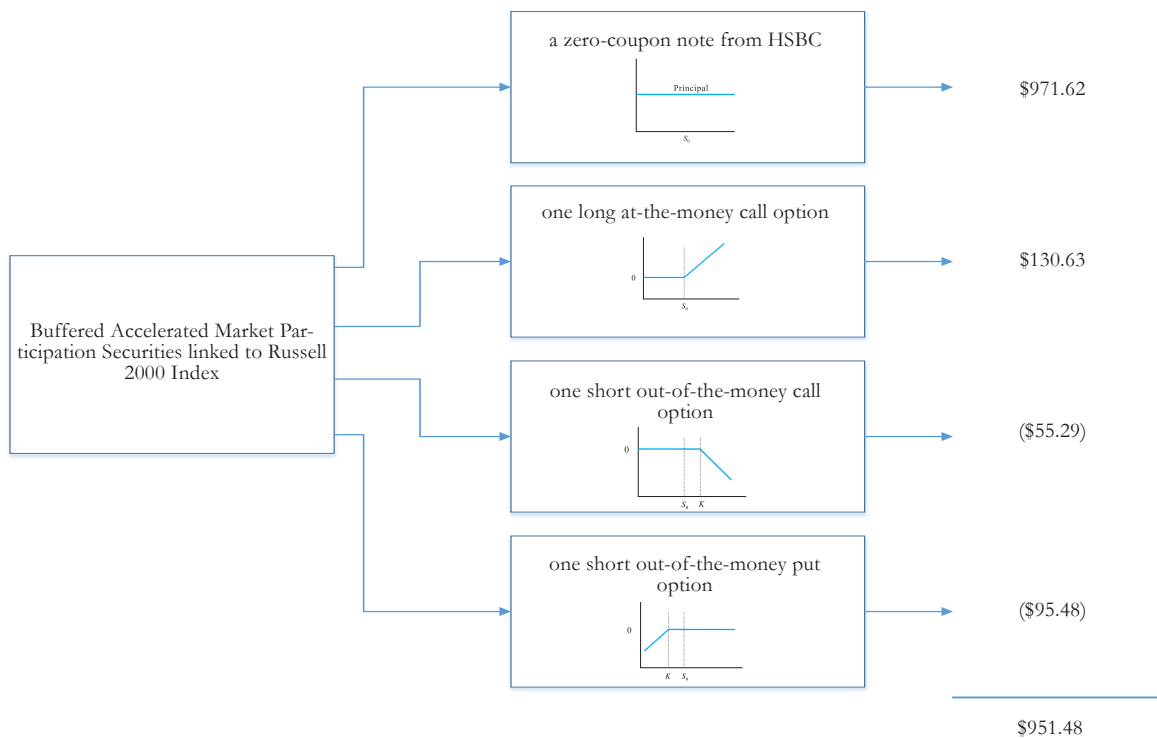 a zero-coupon note from HSBC
Principal
S₀
$971.62
one long at-the-money call option
0
S₀
$130.63
Buffered Accelerated Market Par-
ticipation Securities linked to Russell
2000 Index
one short out-of-the-money call
option
0
S₀ K
($55.29)
one short out-of-the-money put
option
0
K S₀
($95.48)
$951.48